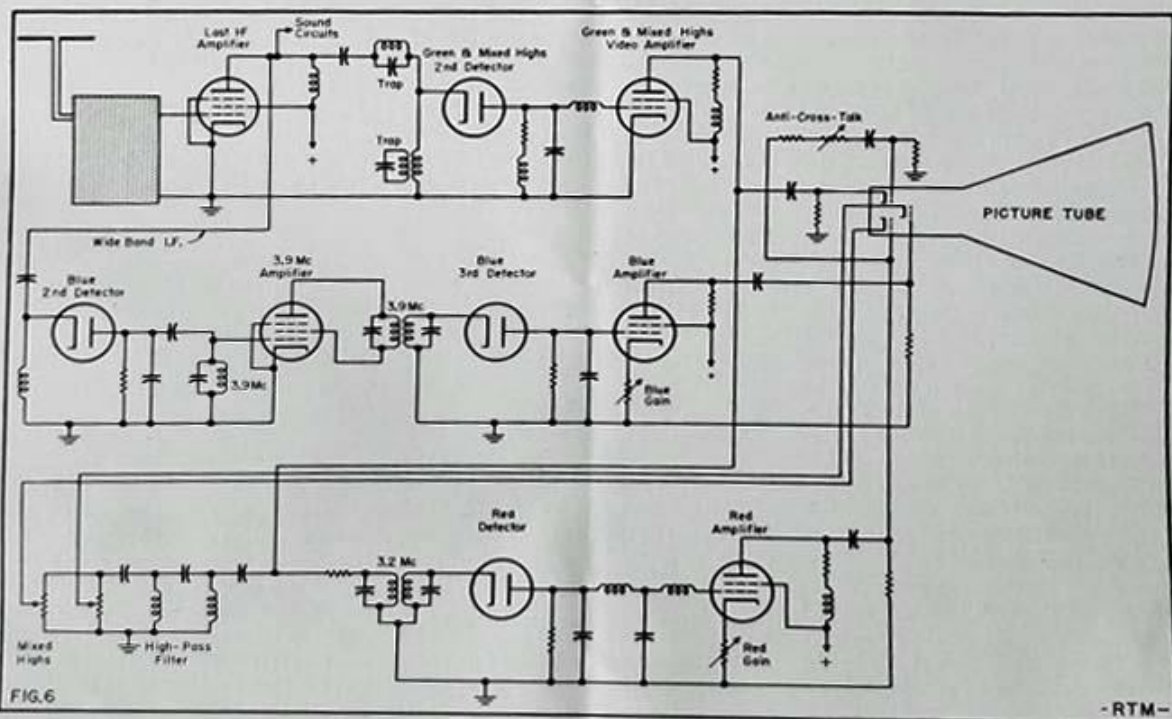 Last IF
Amplifier
Sound
Circuits
Trap
Green & Mixed Highs
2nd Detector
Green & Mixed Highs
Video Amplifier
Trap
Anti-Cross-Talk
+
+
PICTURE TUBE
Wide Band I.F.
Blue
2nd Detector
3.9 Mc
Amplifier
3.9 Mc
Blue
3rd Detector
Blue
Amplifier
3.9 Mc
Blue
Gain
+
Red
Detector
Red
Amplifier
3.2 Mc
Mixed
Highs
High-Pass
Filter
Red
Gain
+
FIG.6
-RTM-